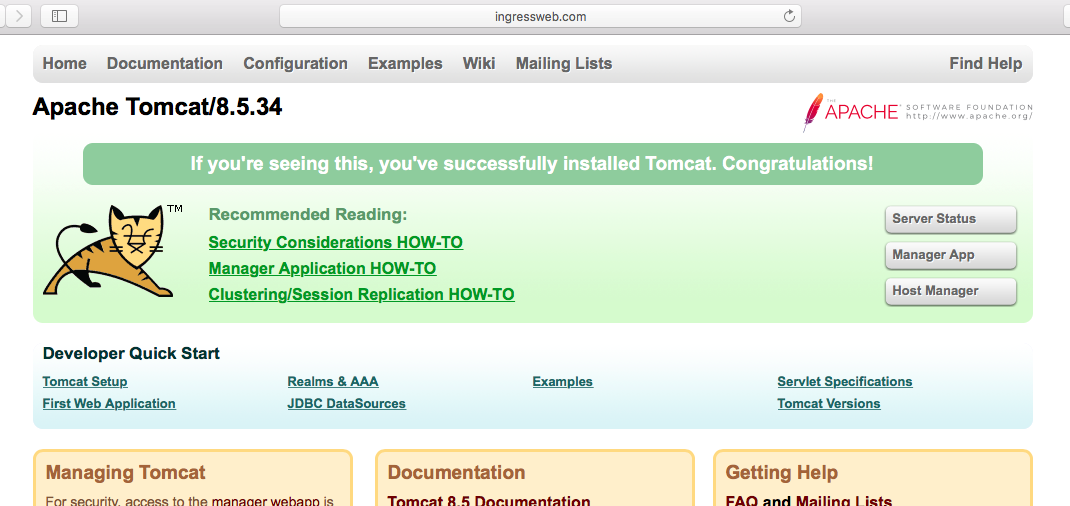 ingressweb.com
Home Documentation Configuration Examples Wiki Mailing Lists Find Help
Apache Tomcat/8.5.34
THE APACHE SOFTWARE FOUNDATION
http://www.apache.org/
If you're seeing this, you've successfully installed Tomcat. Congratulations!
TM
Recommended Reading:
Security Considerations HOW-TO
Manager Application HOW-TO
Clustering/Session Replication HOW-TO
Server Status
Manager App
Host Manager
Developer Quick Start
Tomcat Setup Realms & AAA Examples Servlet Specifications
First Web Application JDBC DataSources Tomcat Versions
Managing Tomcat
For security, access to the manager webapp is
Documentation
Tomcat 8.5 Documentation
Getting Help
FAQ and Mailing Lists